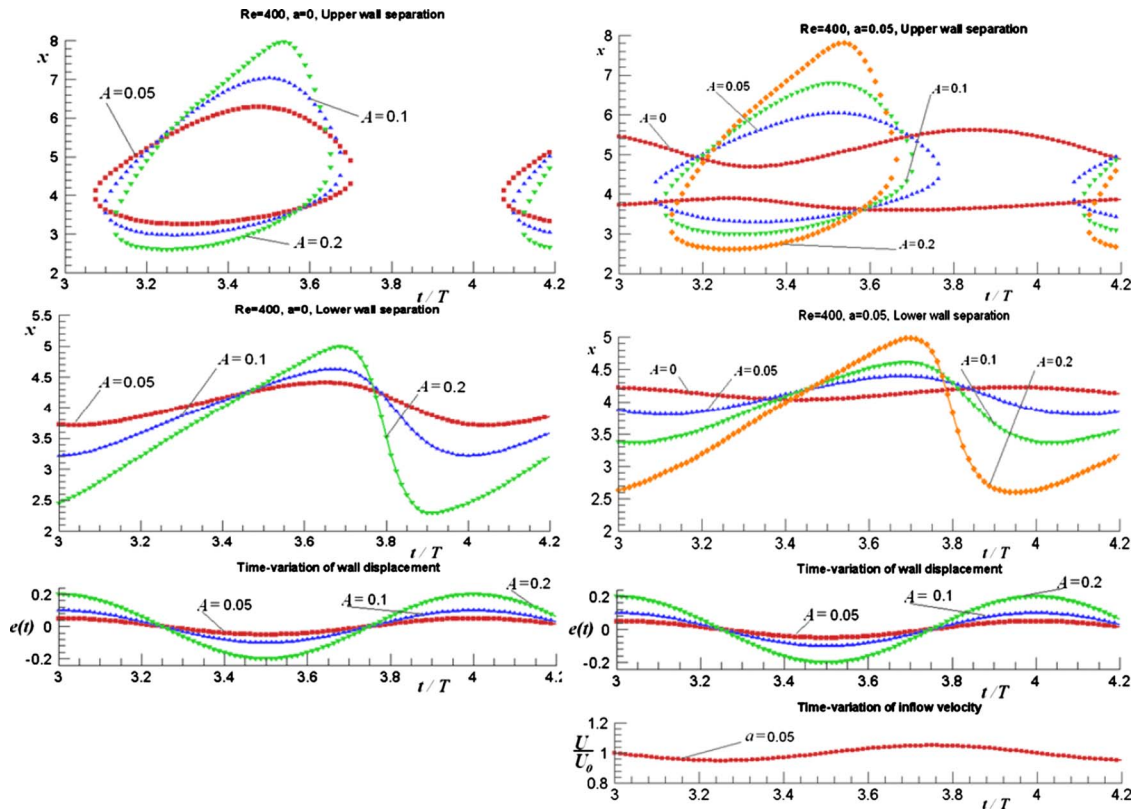 Re=400, a=0, Upper wall separation
x
8
7
6
5
4
3
2
A=0.05
A=0.1
A=0.2
3
3.2
3.4
3.6
3.8
4
4.2
t/T
Re=400, a=0.05, Upper wall separation
x
8
7
6
5
4
3
2
A=0
A=0.05
A=0.1
A=0.2
3
3.2
3.4
3.6
3.8
4
4.2
t/T
Re=400, a=0, Lower wall separation
x
5.5
5
4.5
4
3.5
3
2.5
2
A=0.05
A=0.1
A=0.2
3
3.2
3.4
3.6
3.8
4
4.2
t/T
Re=400, a=0.05, Lower wall separation
x
5
4.5
4
3.5
3
2.5
2
A=0
A=0.05
A=0.1
A=0.2
3
3.2
3.4
3.6
3.8
4
4.2
t/T
Time-variation of wall displacement
e(t)
0.2
0
-0.2
A=0.05
A=0.1
A=0.2
3
3.2
3.4
3.6
3.8
4
4.2
t/T
Time-variation of wall displacement
e(t)
0.2
0
-0.2
A=0.05
A=0.1
A=0.2
3
3.2
3.4
3.6
3.8
4
4.2
t/T
Time-variation of inflow velocity
U
U0
1.2
1
0.8
a=0.05
3
3.2
3.4
3.6
3.8
4
4.2
t/T